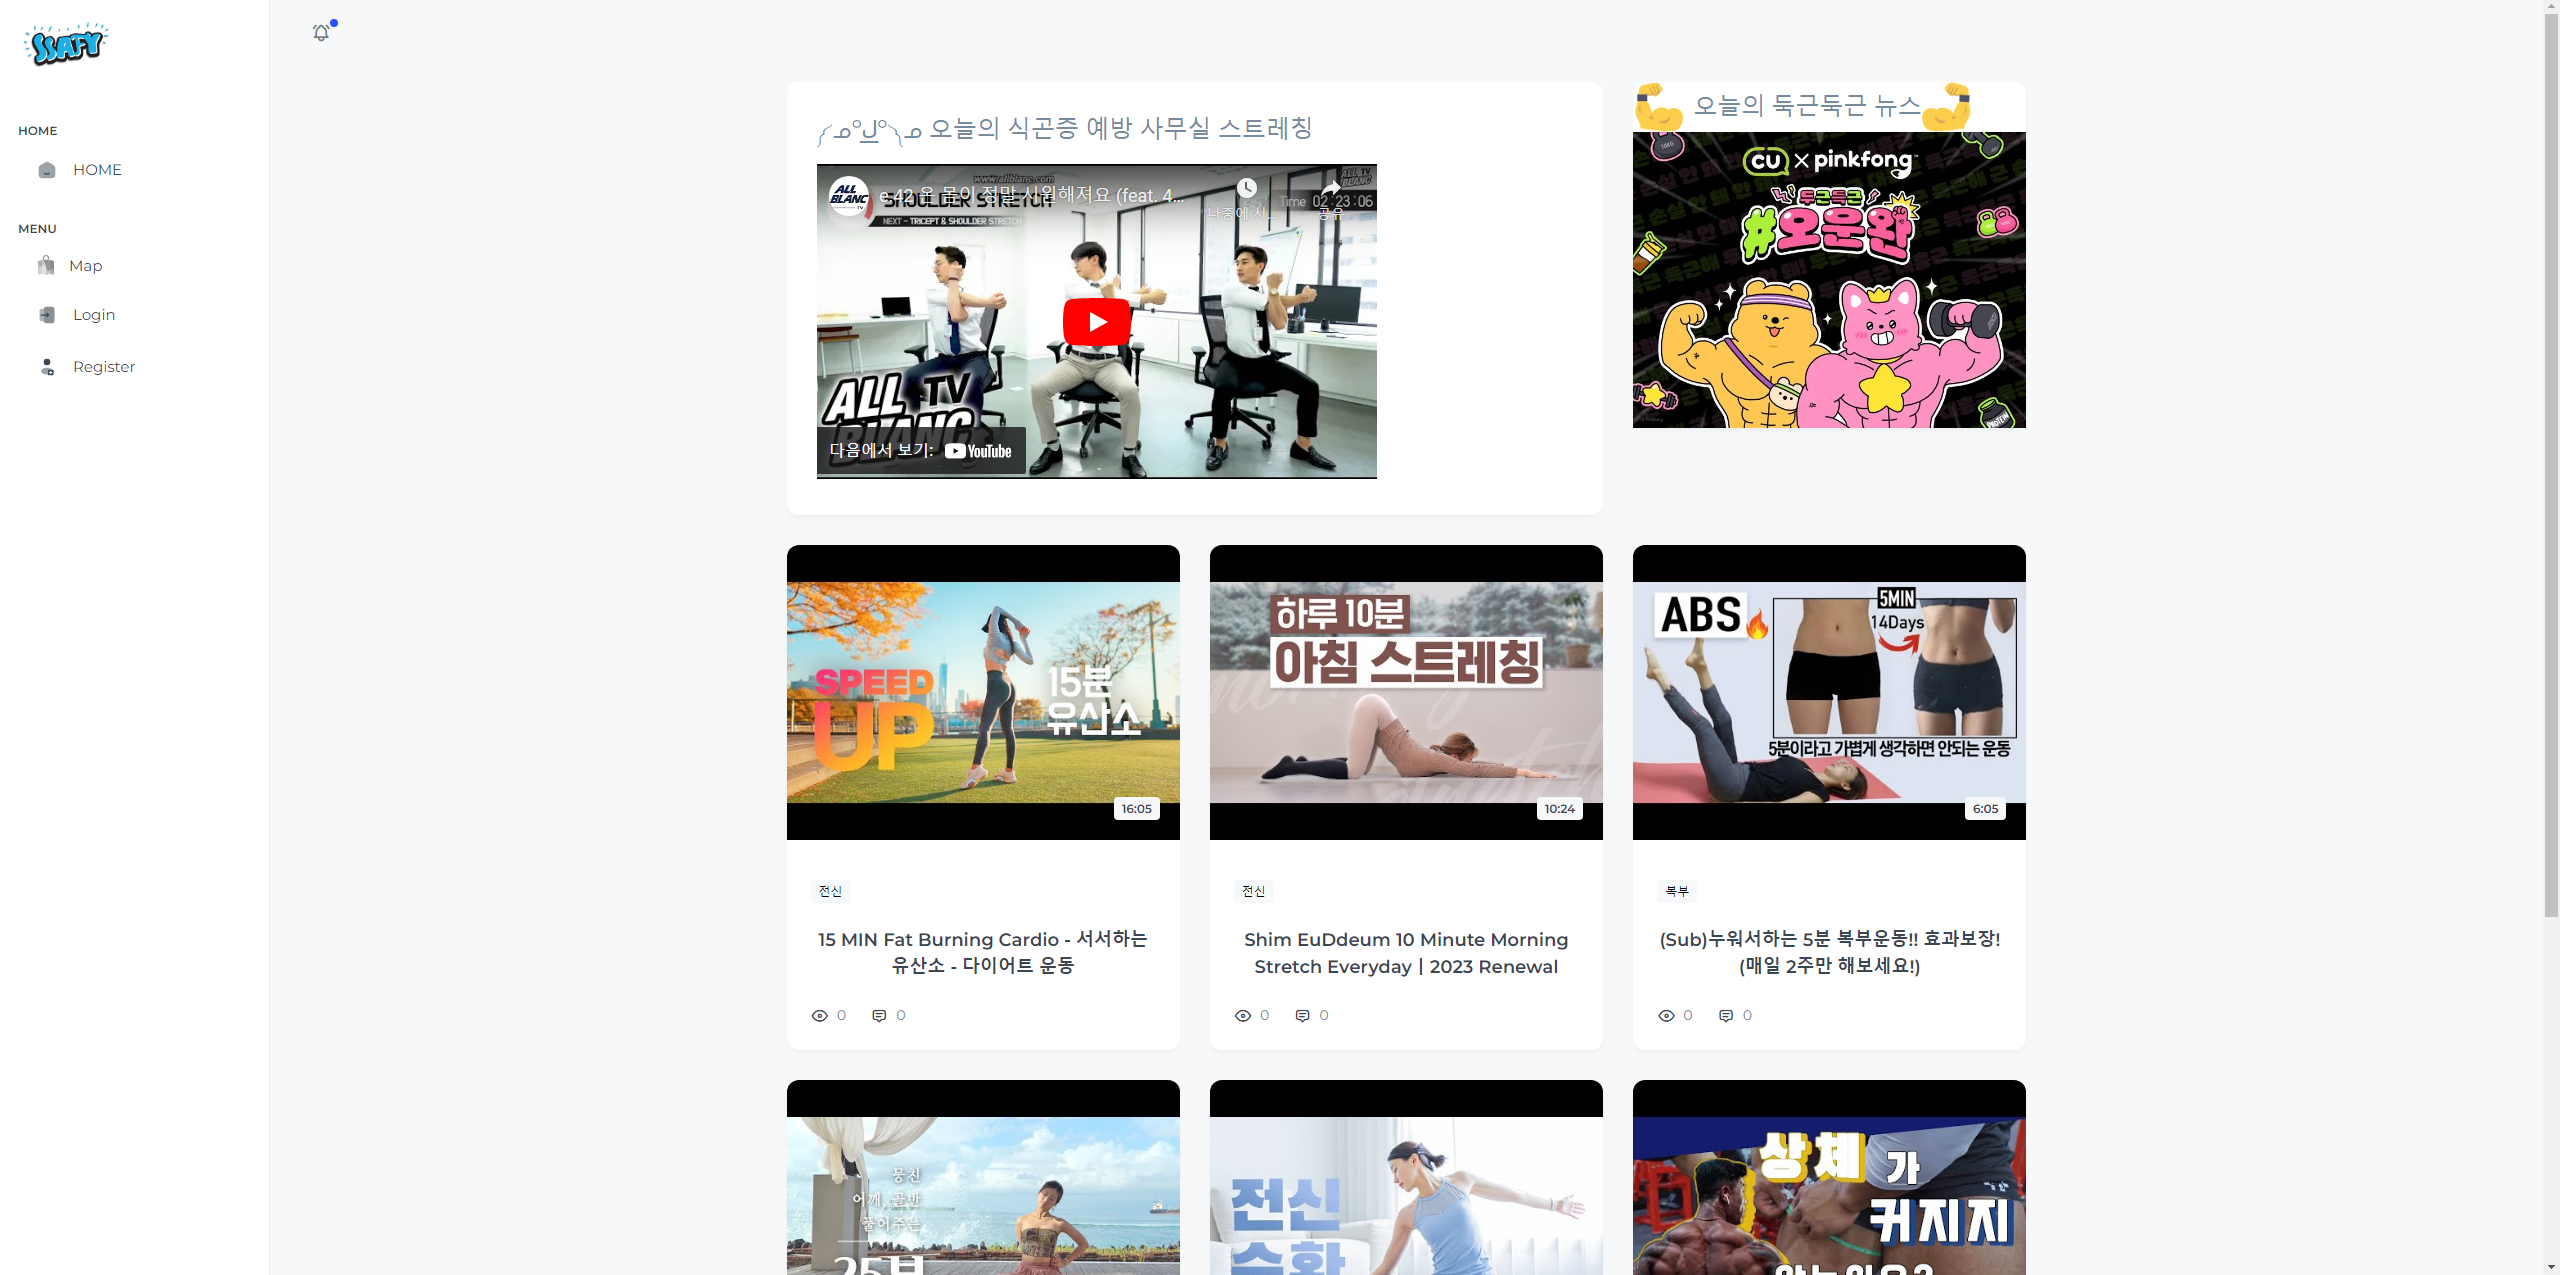 SSAFY
HOME
HOME
MENU
Map
Login
Register
༼ ᓄºل͟º༽ᓄ 오늘의 식곤증 예방 사무실 스트레칭
www.allblanc.com
ALL BLANC TV
e.42 온 몸이 정말 시원해져요 (feat. 4...
SHOULDER STRETCH
NEXT - TRICEPT & SHOULDER STRETCH
나중에 시...
공유
Time 02:23:06
ALL TV
BLANC
다음에서 보기: YouTube
오늘의 둑근둑근 뉴스
CU × pinkfong
두근둑근
#오운완
PROTEIN
SPEED
UP
15분
유산소
16:05
하루 10분
아침 스트레칭
10:24
ABS
5MIN
14Days
5분이라고 가볍게 생각하면 안되는 운동
6:05
전신
15 MIN Fat Burning Cardio - 서서하는
유산소 - 다이어트 운동
0 0
전신
Shim EuDdeum 10 Minute Morning
Stretch Everyday | 2023 Renewal
0 0
복부
(Sub)누워서하는 5분 복부운동!! 효과보장!
(매일 2주만 해보세요!)
0 0
뭉친
어깨, 골반
풀어주는
25분
전신
순환
상체가
커지지